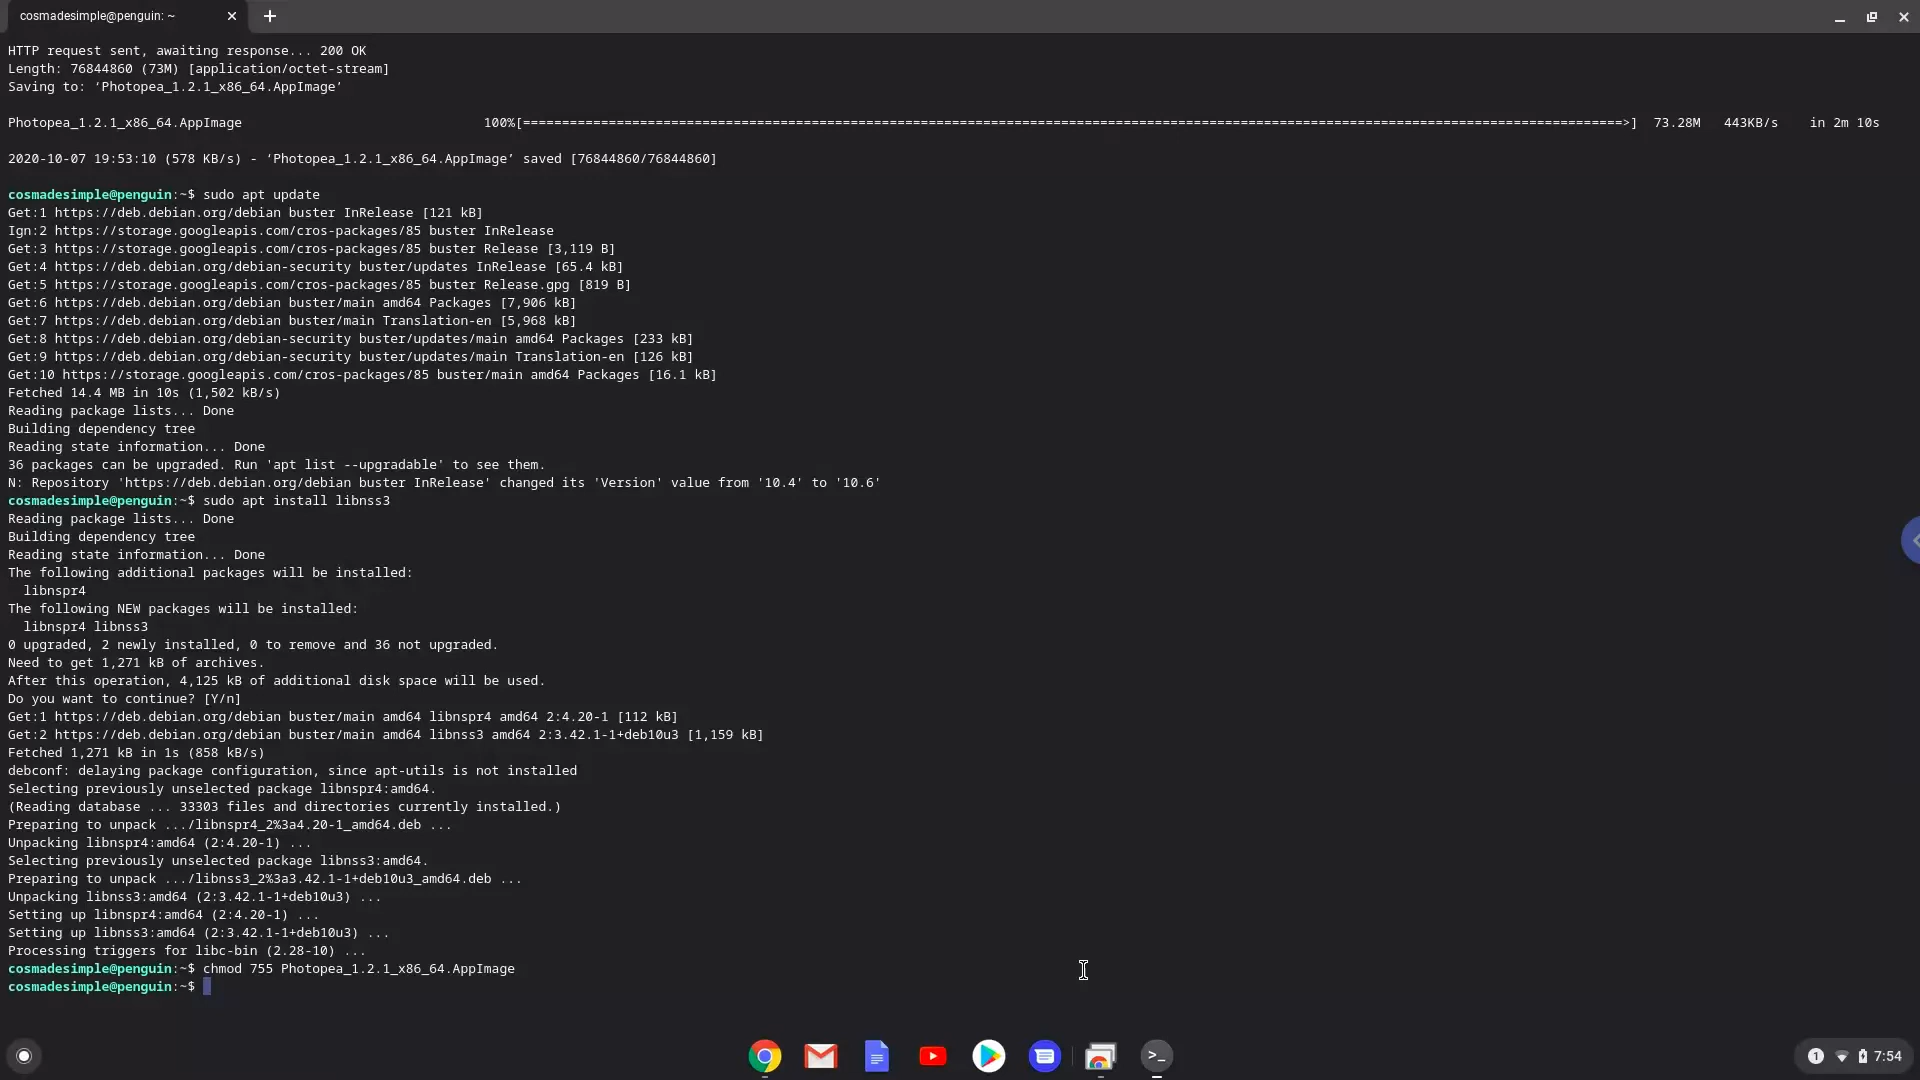 cosmadesimple@penguin: ~
HTTP request sent, awaiting response... 200 OK
Length: 76844860 (73M) [application/octet-stream]
Saving to: ‘Photopea_1.2.1_x86_64.AppImage’
Photopea_1.2.1_x86_64.AppImage 100%[=============================================================================================================================================>] 73.28M 443KB/s in 2m 10s
2020-10-07 19:53:10 (578 KB/s) - ‘Photopea_1.2.1_x86_64.AppImage’ saved [76844860/76844860]
cosmadesimple@penguin:~$ sudo apt update
Get:1 https://deb.debian.org/debian buster InRelease [121 kB]
Ign:2 https://storage.googleapis.com/cros-packages/85 buster InRelease
Get:3 https://storage.googleapis.com/cros-packages/85 buster Release [3,119 B]
Get:4 https://deb.debian.org/debian-security buster/updates InRelease [65.4 kB]
Get:5 https://storage.googleapis.com/cros-packages/85 buster Release.gpg [819 B]
Get:6 https://deb.debian.org/debian buster/main amd64 Packages [7,906 kB]
Get:7 https://deb.debian.org/debian buster/main Translation-en [5,968 kB]
Get:8 https://deb.debian.org/debian-security buster/updates/main amd64 Packages [233 kB]
Get:9 https://deb.debian.org/debian-security buster/updates/main Translation-en [126 kB]
Get:10 https://storage.googleapis.com/cros-packages/85 buster/main amd64 Packages [16.1 kB]
Fetched 14.4 MB in 10s (1,502 kB/s)
Reading package lists... Done
Building dependency tree
Reading state information... Done
36 packages can be upgraded. Run 'apt list --upgradable' to see them.
N: Repository 'https://deb.debian.org/debian buster InRelease' changed its 'Version' value from '10.4' to '10.6'
cosmadesimple@penguin:~$ sudo apt install libnss3
Reading package lists... Done
Building dependency tree
Reading state information... Done
The following additional packages will be installed:
libnspr4
The following NEW packages will be installed:
libnspr4 libnss3
0 upgraded, 2 newly installed, 0 to remove and 36 not upgraded.
Need to get 1,271 kB of archives.
After this operation, 4,125 kB of additional disk space will be used.
Do you want to continue? [Y/n]
Get:1 https://deb.debian.org/debian buster/main amd64 libnspr4 amd64 2:4.20-1 [112 kB]
Get:2 https://deb.debian.org/debian buster/main amd64 libnss3 amd64 2:3.42.1-1+deb10u3 [1,159 kB]
Fetched 1,271 kB in 1s (858 kB/s)
debconf: delaying package configuration, since apt-utils is not installed
Selecting previously unselected package libnspr4:amd64.
(Reading database ... 33303 files and directories currently installed.)
Preparing to unpack .../libnspr4_2%3a4.20-1_amd64.deb ...
Unpacking libnspr4:amd64 (2:4.20-1) ...
Selecting previously unselected package libnss3:amd64.
Preparing to unpack .../libnss3_2%3a3.42.1-1+deb10u3_amd64.deb ...
Unpacking libnss3:amd64 (2:3.42.1-1+deb10u3) ...
Setting up libnspr4:amd64 (2:4.20-1) ...
Setting up libnss3:amd64 (2:3.42.1-1+deb10u3) ...
Processing triggers for libc-bin (2.28-10) ...
cosmadesimple@penguin:~$ chmod 755 Photopea_1.2.1_x86_64.AppImage
cosmadesimple@penguin:~$
>_
1 7:54